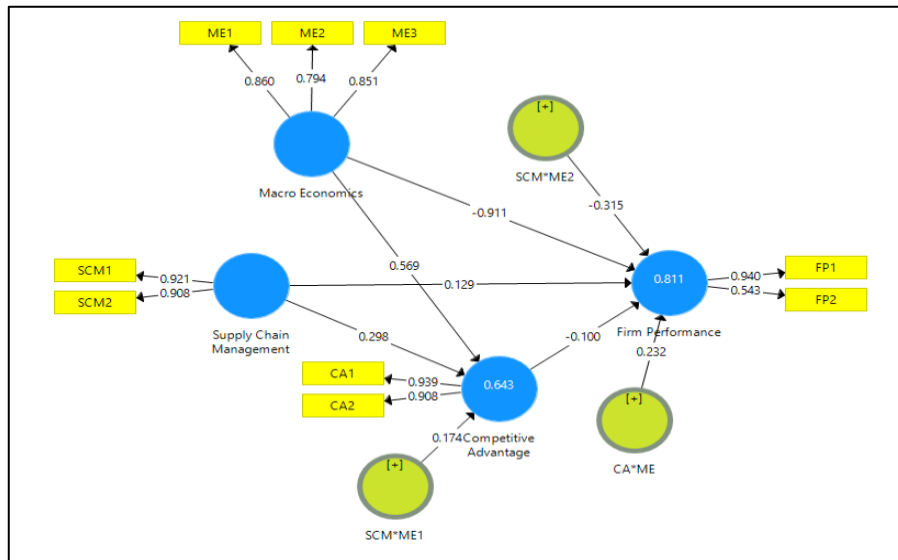 ME1
ME2
ME3
0.860
0.794
0.851
[+]
Macro Economics
SCM*ME2
-0.911
-0.315
0.569
SCM1
SCM2
0.921
0.908
0.129
0.811
0.940
0.543
FP1
FP2
Supply Chain
Management
Firm Performance
0.298
-0.100
CA1
CA2
0.939
0.908
0.643
0.232
[+]
0.174
Competitive
Advantage
[+]
CA*ME
SCM*ME1